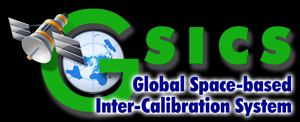 GSICS
Global Space-based
Inter-Calibration System